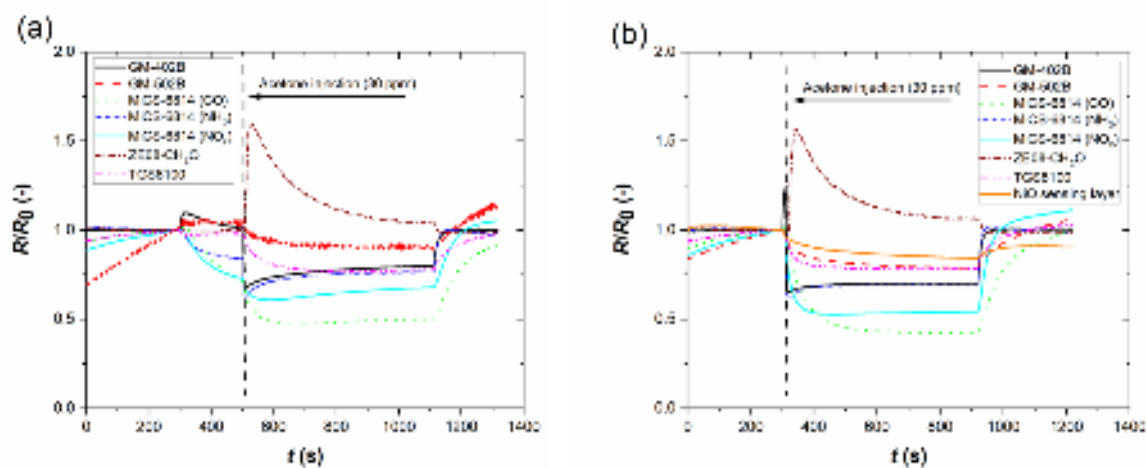 (a)
2.0
1.5
1.0
0.5
0.0
R/R0 (-)
GM-402B
GM-502B
MICS-6814 (CO)
MICS-6814 (NH3)
MICS-6814 (NOx)
ZE08-CH2O
TGS8100
Acetone injection (30 ppm)
0 200 400 600 800 1000 1200 1400
t (s)
(b)
2.0
1.5
1.0
0.5
0.0
R/R0 (-)
GM-402B
GM-502B
MICS-6814 (CO)
MICS-6814 (NH3)
MICS-6814 (NOx)
ZE08-CH2O
TGS8100
NiO sensing layer
Acetone injection (30 ppm)
0 200 400 600 800 1000 1200 1400
t (s)